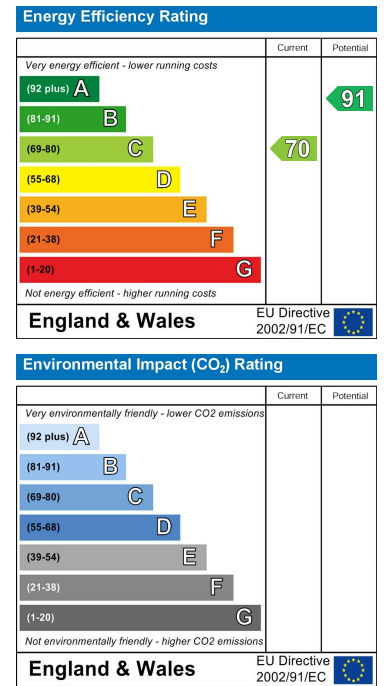 Energy Efficiency Rating
Current Potential
Very energy efficient - lower running costs
(92 plus) A
91
(81-91) B
(69-80) C
70
(55-68) D
(39-54) E
(21-38) F
(1-20) G
Not energy efficient - higher running costs
England & Wales
EU Directive
2002/91/EC
Environmental Impact (CO₂) Rating
Current Potential
Very environmentally friendly - lower CO2 emissions
(92 plus) A
(81-91) B
(69-80) C
(55-68) D
(39-54) E
(21-38) F
(1-20) G
Not environmentally friendly - higher CO2 emissions
England & Wales
EU Directive
2002/91/EC